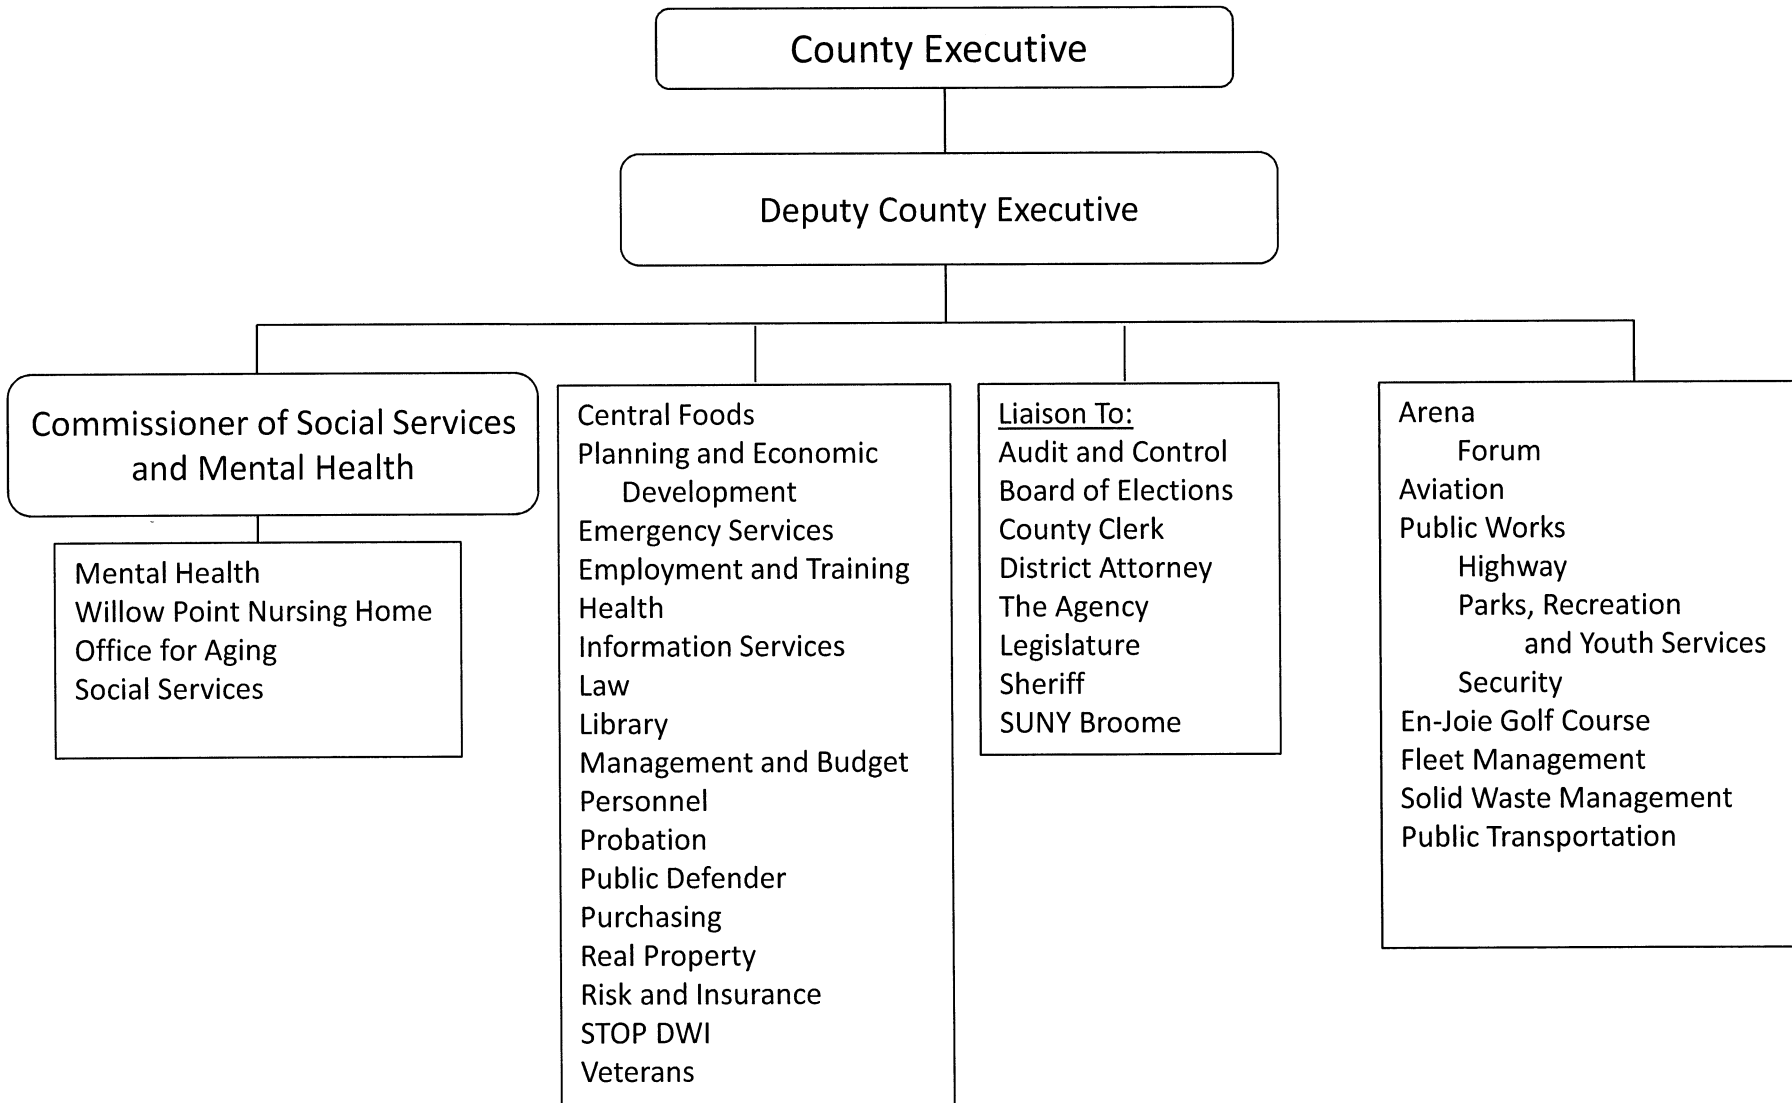 County Executive
Deputy County Executive
Commissioner of Social Services
and Mental Health
Mental Health
Willow Point Nursing Home
Office for Aging
Social Services
Central Foods
Planning and Economic
Development
Emergency Services
Employment and Training
Health
Information Services
Law
Library
Management and Budget
Personnel
Probation
Public Defender
Purchasing
Real Property
Risk and Insurance
STOP DWI
Veterans
Liaison To:
Audit and Control
Board of Elections
County Clerk
District Attorney
The Agency
Legislature
Sheriff
SUNY Broome
Arena
Forum
Aviation
Public Works
Highway
Parks, Recreation
and Youth Services
Security
En-Joie Golf Course
Fleet Management
Solid Waste Management
Public Transportation